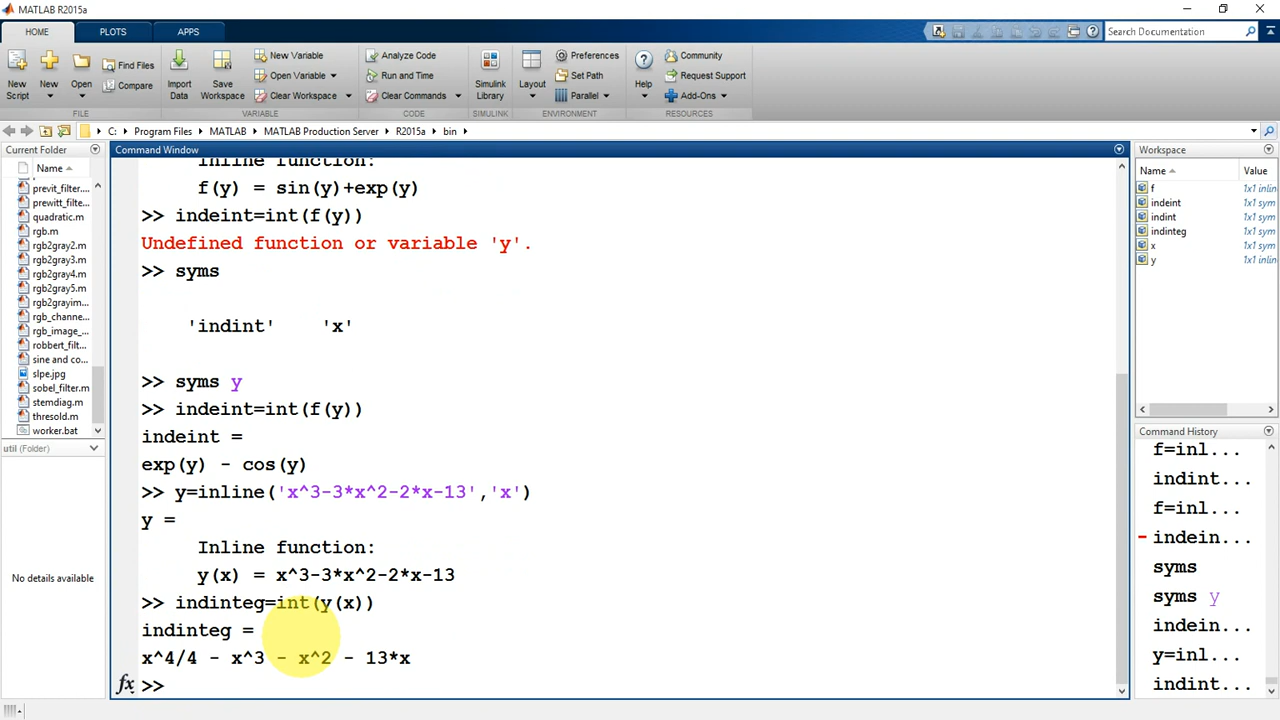 MATLAB R2015a
HOME PLOTS APPS
Search Documentation
New Script
New
Open
Find Files
Compare
Import Data
Save Workspace
New Variable
Open Variable
Clear Workspace
Analyze Code
Run and Time
Clear Commands
Simulink Library
Layout
Preferences
Set Path
Parallel
Help
Community
Request Support
Add-Ons
FILE VARIABLE CODE SIMULINK ENVIRONMENT RESOURCES
C: Program Files MATLAB MATLAB Production Server R2015a bin
Current Folder
Name
previt_filter....
prewitt_filte...
quadratic.m
rgb.m
rgb2gray2.m
rgb2gray3.m
rgb2gray4.m
rgb2gray5.m
rgb2grayim...
rgb_channe...
rgb_image_...
robbert_filt...
sine and co...
slpe.jpg
sobel_filter.m
stemdiag.m
thresold.m
worker.bat
util (Folder)
No details available
Command Window
Inline function:
f(y) = sin(y)+exp(y)
>> indeint=int(f(y))
Undefined function or variable 'y'.
>> syms
'indint' 'x'
>> syms y
>> indeint=int(f(y))
indeint =
exp(y) - cos(y)
>> y=inline('x^3-3*x^2-2*x-13','x')
y =
Inline function:
y(x) = x^3-3*x^2-2*x-13
>> indinteg=int(y(x))
indinteg =
x^4/4 - x^3 - x^2 - 13*x
fx >>
Workspace
Name Value
f 1x1 inlin
indeint 1x1 sym
indint 1x1 sym
indinteg 1x1 sym
x 1x1 sym
y 1x1 inlin
Command History
f=inl...
indint...
f=inl...
indein...
syms
syms y
indein...
y=inl...
indint...